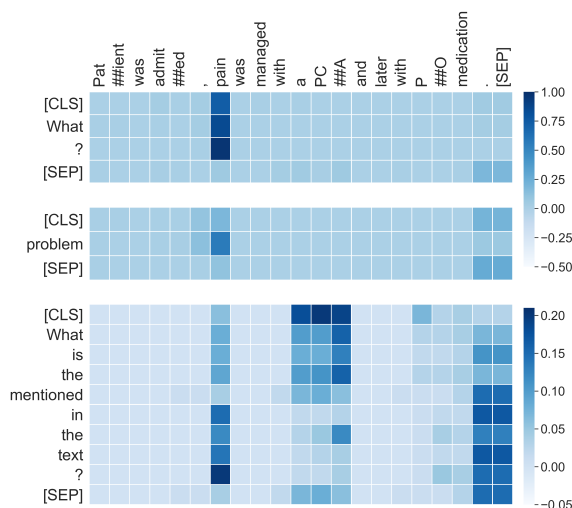 Pat ##ient was admit ##ed , pain was managed with a PC ##A and later with P ##O medication . [SEP]
[CLS]
What
?
[SEP]
1.00
0.75
0.50
0.25
0.00
−0.25
−0.50
[CLS]
problem
[SEP]
[CLS]
What
is
the
mentioned
in
the
text
?
[SEP]
0.20
0.15
0.10
0.05
0.00
−0.05